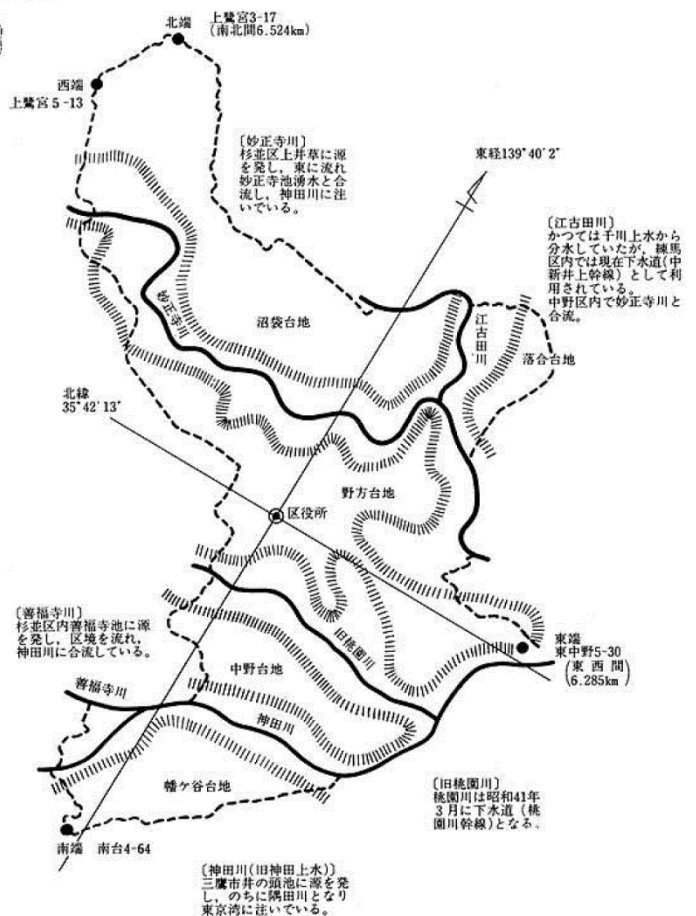 北端
上鷺宮3-17
(南北間6.524km)
西端
上鷺宮5-13
〔妙正寺川〕
杉並区上井草に源
を発し，東に流れ
妙正寺池湧水と合
流し，神田川に注
いでいる。
東経139°40′2″
〔江古田川〕
かつては千川上水から
分水していたが，練馬
区内では現在下水道(中
新井上幹線）として利
用されている。
中野区内で妙正寺川と
合流。
妙正寺川
沼袋台地
江古田川
落合台地
北緯
35°42′13″
野方台地
区役所
〔善福寺川〕
杉並区内善福寺池に源
を発し，区境を流れ，
神田川に合流している。
旧桃園川
東端
東中野5-30
(東西間
6.285km)
中野台地
善福寺川
神田川
幡ケ谷台地
〔旧桃園川〕
桃園川は昭和41年
3月に下水道（桃
園川幹線)となる。
南端 南台4-64
〔神田川(旧神田上水)〕
三鷹市井の頭池に源を発
し，のちに隅田川となり
東京湾に注いでいる。